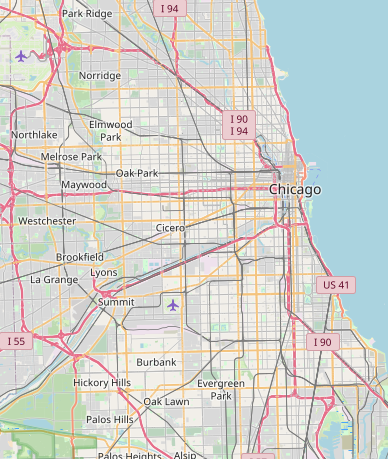 I 94
Park Ridge
Norridge
I 90
I 94
Elmwood
Park
Northlake
Melrose Park
Oak Park
Maywood
Chicago
Westchester
Cicero
Brookfield
Lyons
La Grange
US 41
Summit
I 55
I 90
Burbank
Hickory Hills
Evergreen
Park
Oak Lawn
Palos Hills
Palos Heights
Alsip